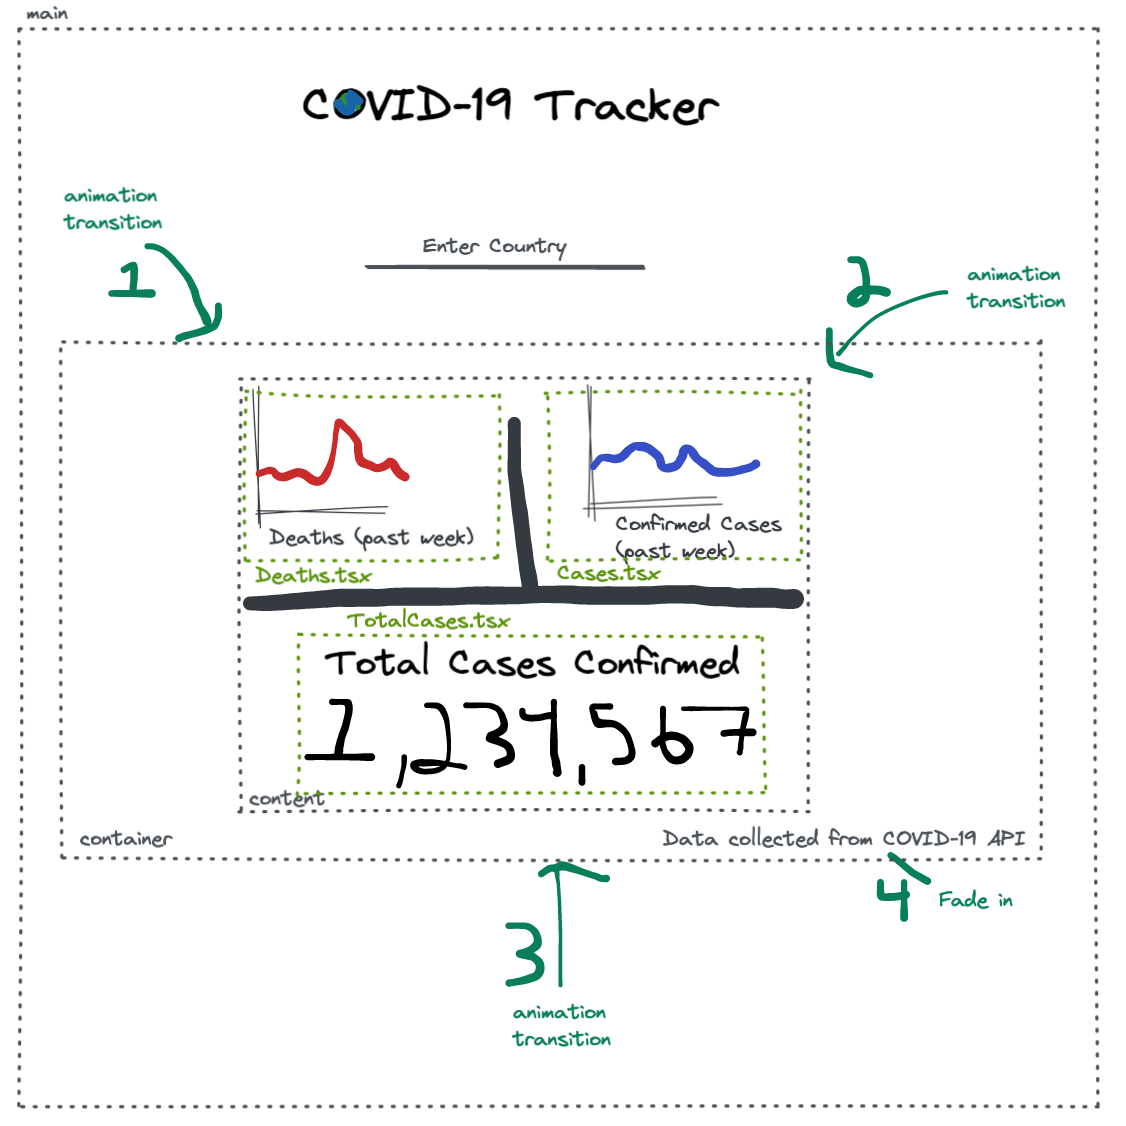 main
COVID-19 Tracker
animation
transition
1
Enter Country
2
animation
transition
Deaths (past week)
Deaths.tsx
Confirmed Cases
(past week)
Cases.tsx
TotalCases.tsx
Total Cases Confirmed
1,234,567
content
container
Data collected from COVID-19 API
4
Fade in
3
animation
transition